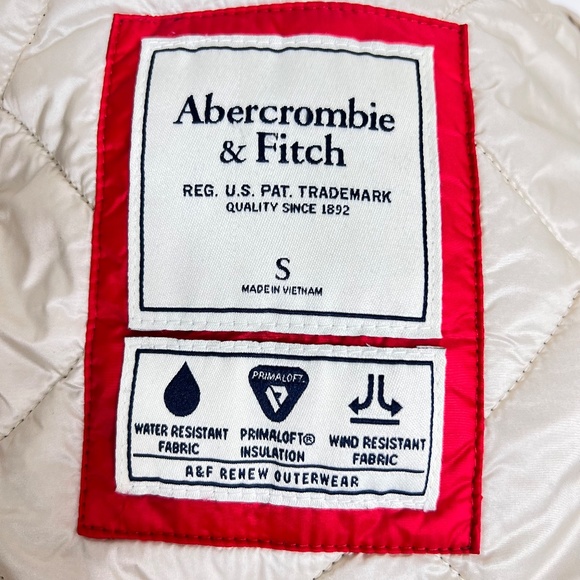 Abercrombie
& Fitch
REG. U.S. PAT. TRADEMARK
QUALITY SINCE 1892
S
MADE IN VIETNAM
PRIMALOFT
WATER RESISTANT
FABRIC
PRIMALOFT®
INSULATION
WIND RESISTANT
FABRIC
A&F RENEW OUTERWEAR